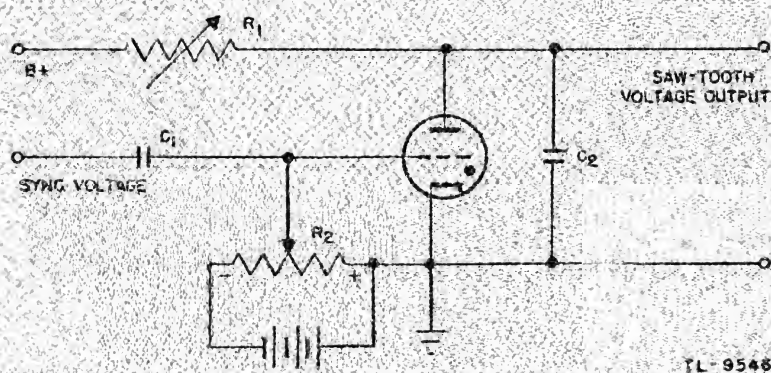 R1
B+
SAW-TOOTH
VOLTAGE OUTPUT
C1
C2
SYNC VOLTAGE
R2
- +
TL-9546